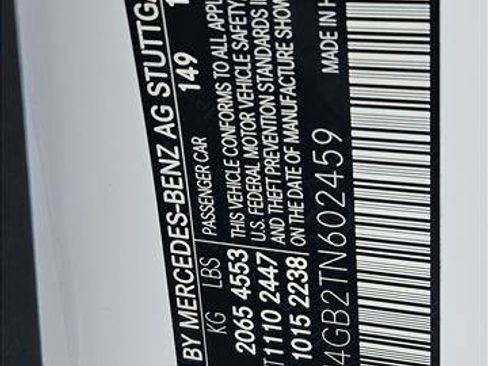 BY MERCEDES-BENZ AG STUTTGA
149
KG LBS PASSENGER CAR
2065 4553 THIS VEHICLE CONFORMS TO ALL APPL
1110 2447 U.S. FEDERAL MOTOR VEHICLE SAFETY
1015 2238 AND THEFT PREVENTION STANDARDS IN
ON THE DATE OF MANUFACTURE SHOW
MADE IN H
4GB2TN602459